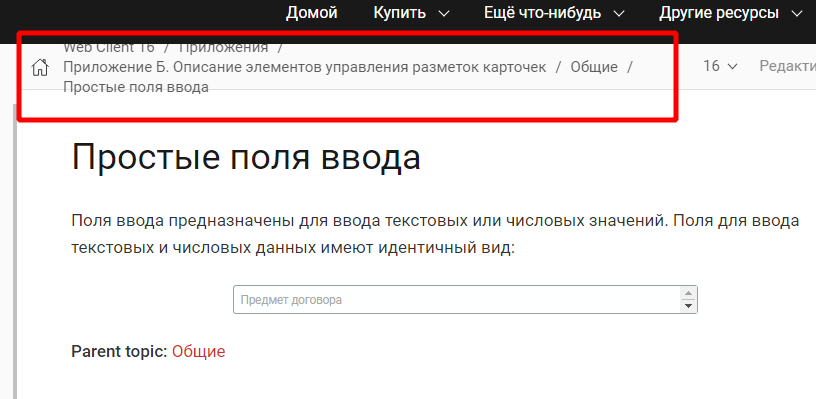 Домой Купить Ещё что-нибудь Другие ресурсы
Web Client 16 / Приложения /
Приложение Б. Описание элементов управления разметок карточек / Общие /
Простые поля ввода
16 Редакти
Простые поля ввода
Поля ввода предназначены для ввода текстовых или числовых значений. Поля для ввода
текстовых и числовых данных имеют идентичный вид:
Предмет договора
Parent topic: Общие